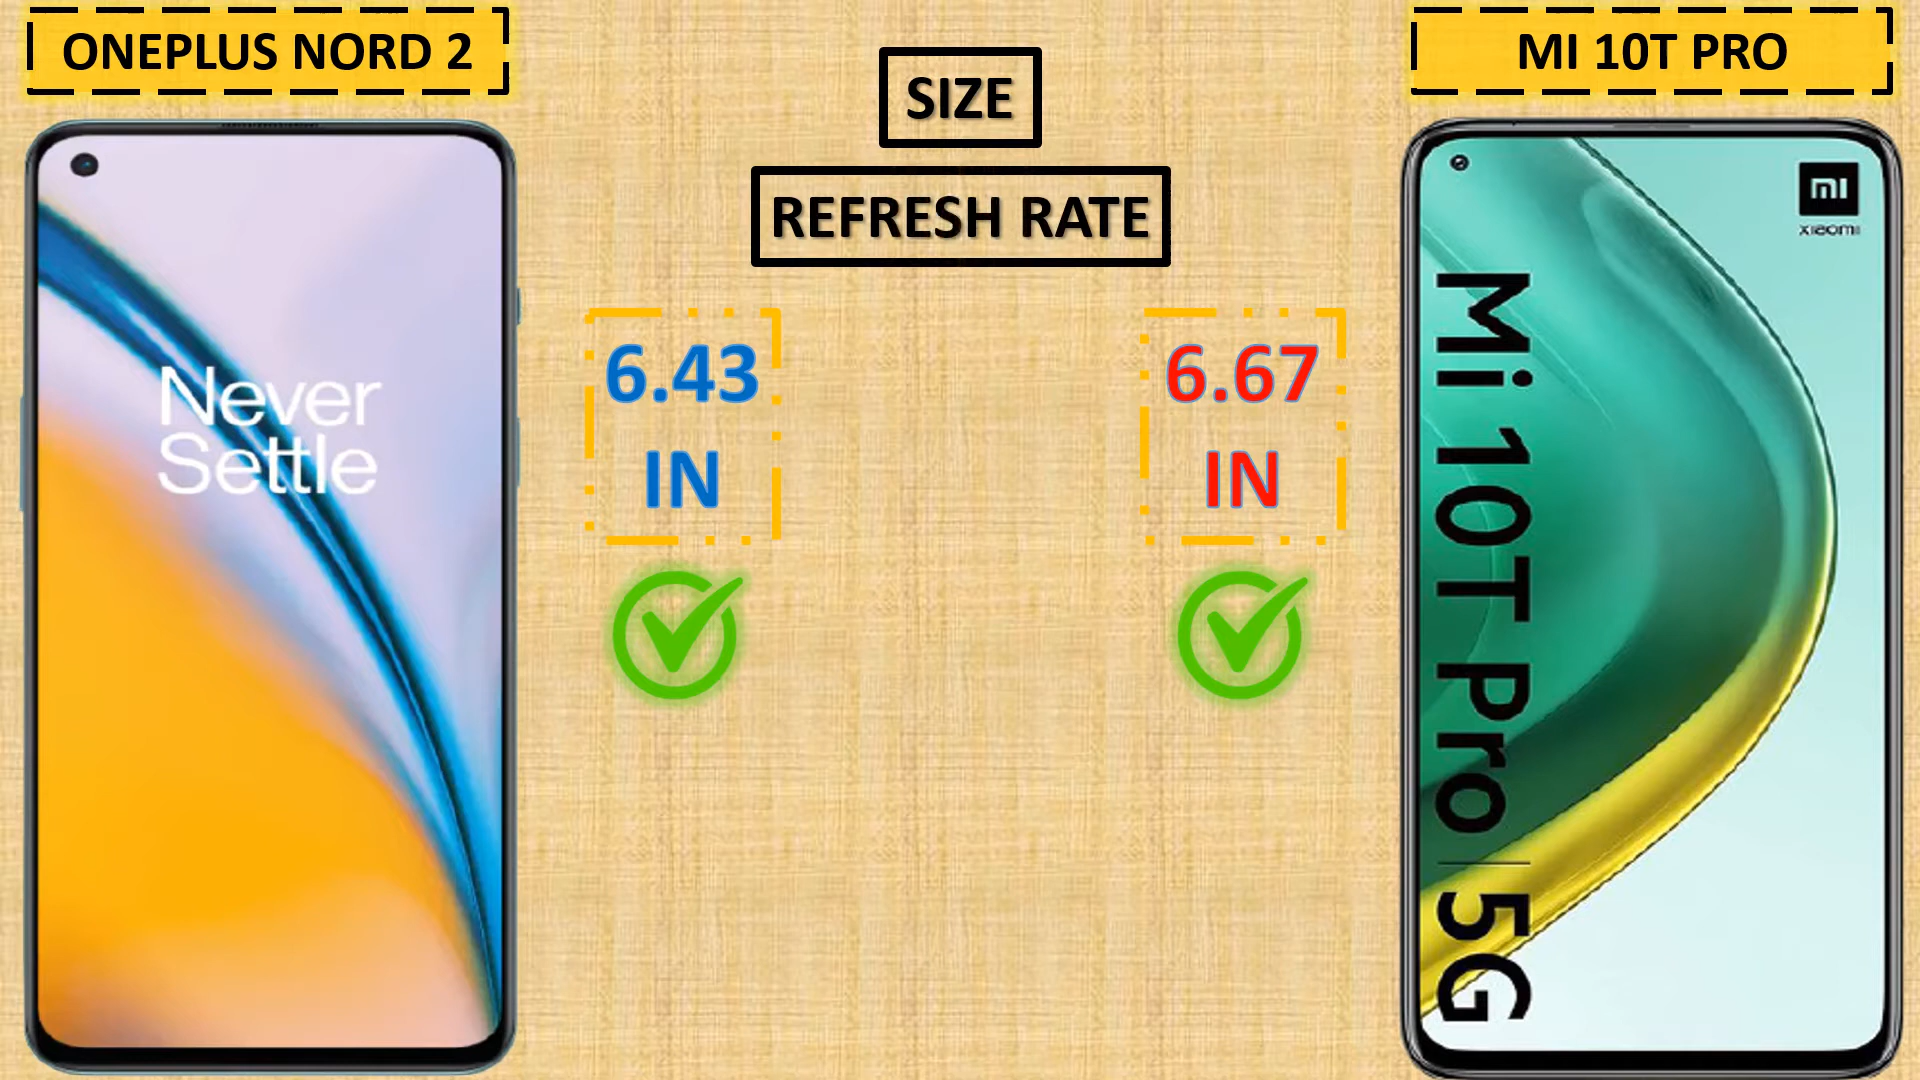 ONEPLUS NORD 2
SIZE
REFRESH RATE
MI 10T PRO
Never
Settle
6.43
IN
6.67
IN
mi
xiaomi
Mi 10T Pro | 5G